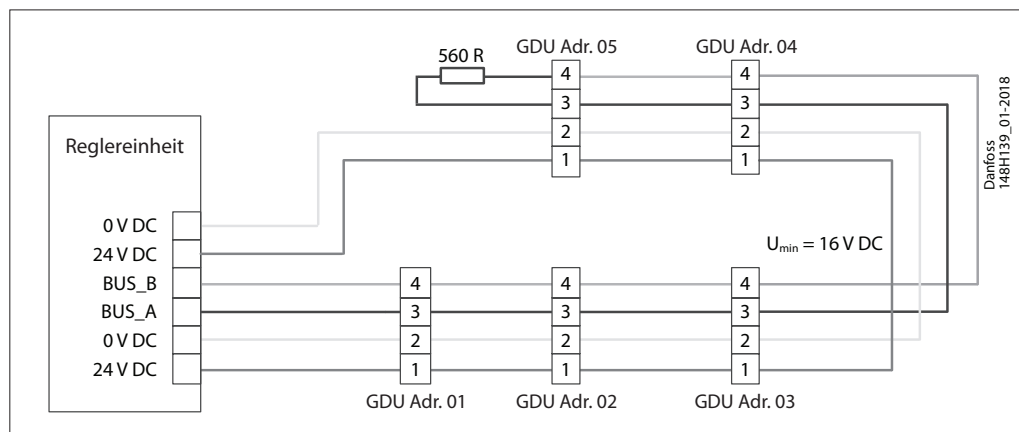 GDU Adr. 05
GDU Adr. 04
560 R
4
4
3
3
2
2
1
1
Danfoss
148H139_01-2018
Reglereinheit
0 V DC
24 V DC
BUS_B
BUS_A
0 V DC
24 V DC
Umin = 16 V DC
4
4
4
3
3
3
2
2
2
1
1
1
GDU Adr. 01
GDU Adr. 02
GDU Adr. 03